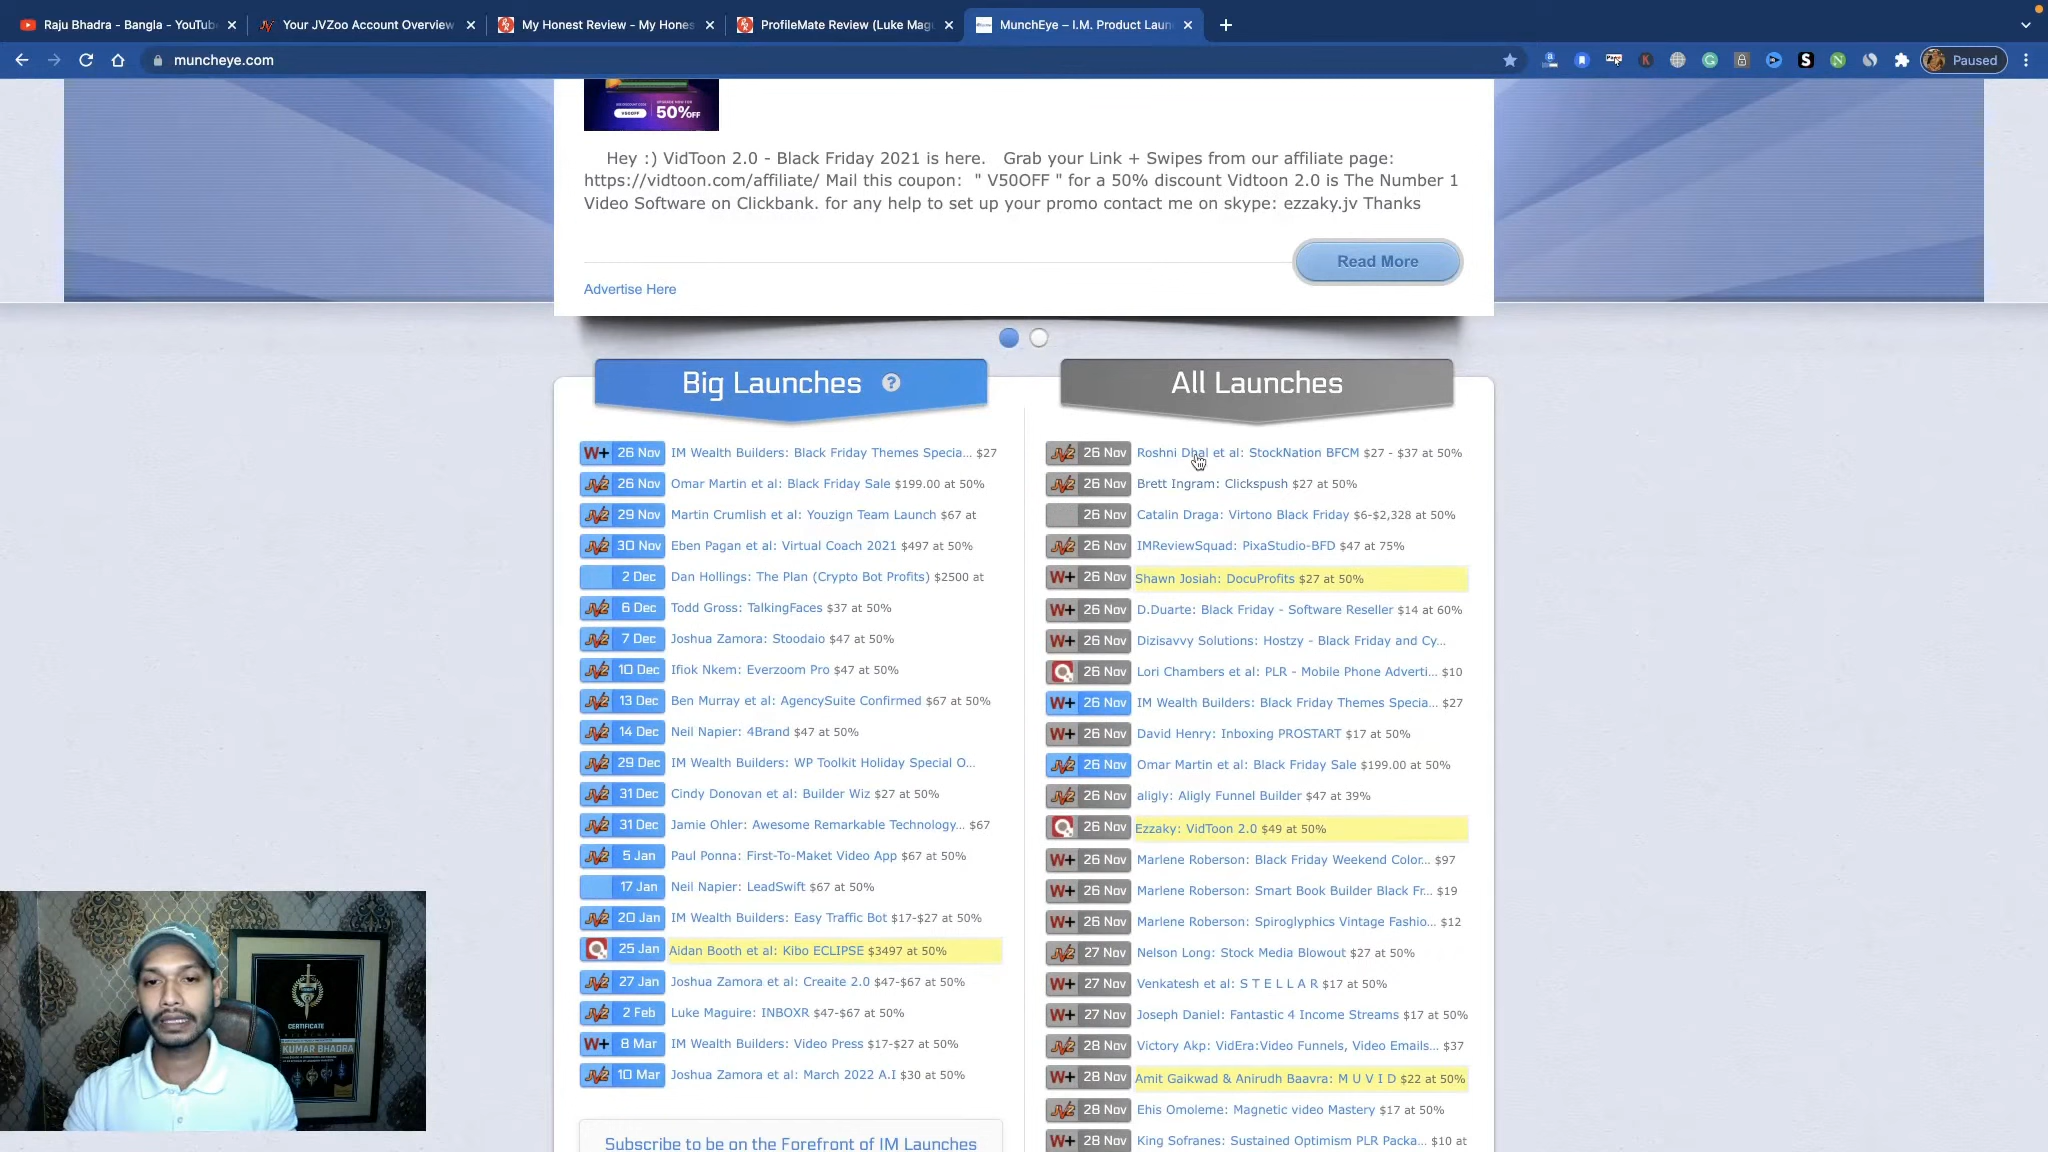 Raju Bhadra - Bangla - YouTub
Your JVZoo Account Overview
My Honest Review - My Hones
ProfileMate Review (Luke Magu
MunchEye – I.M. Product Laun
muncheye.com
Paused
50%OFF
Hey :) VidToon 2.0 - Black Friday 2021 is here. Grab your Link + Swipes from our affiliate page:
https://vidtoon.com/affiliate/ Mail this coupon: " V50OFF " for a 50% discount Vidtoon 2.0 is The Number 1
Video Software on Clickbank. for any help to set up your promo contact me on skype: ezzaky.jv Thanks
Read More
Advertise Here
Big Launches ?
W+ 26 Nov IM Wealth Builders: Black Friday Themes Specia... $27
JVZ 26 Nov Omar Martin et al: Black Friday Sale $199.00 at 50%
JVZ 29 Nov Martin Crumlish et al: Youzign Team Launch $67 at
JVZ 30 Nov Eben Pagan et al: Virtual Coach 2021 $497 at 50%
2 Dec Dan Hollings: The Plan (Crypto Bot Profits) $2500 at
JVZ 6 Dec Todd Gross: TalkingFaces $37 at 50%
JVZ 7 Dec Joshua Zamora: Stoodaio $47 at 50%
JVZ 10 Dec Ifiok Nkem: Everzoom Pro $47 at 50%
JVZ 13 Dec Ben Murray et al: AgencySuite Confirmed $67 at 50%
JVZ 14 Dec Neil Napier: 4Brand $47 at 50%
JVZ 29 Dec IM Wealth Builders: WP Toolkit Holiday Special O...
JVZ 31 Dec Cindy Donovan et al: Builder Wiz $27 at 50%
JVZ 31 Dec Jamie Ohler: Awesome Remarkable Technology... $67
JVZ 5 Jan Paul Ponna: First-To-Maket Video App $67 at 50%
17 Jan Neil Napier: LeadSwift $67 at 50%
JVZ 20 Jan IM Wealth Builders: Easy Traffic Bot $17-$27 at 50%
25 Jan Aidan Booth et al: Kibo ECLIPSE $3497 at 50%
JVZ 27 Jan Joshua Zamora et al: Creaite 2.0 $47-$67 at 50%
JVZ 2 Feb Luke Maguire: INBOXR $47-$67 at 50%
W+ 8 Mar IM Wealth Builders: Video Press $17-$27 at 50%
JVZ 10 Mar Joshua Zamora et al: March 2022 A.I $30 at 50%
Subscribe to be on the Forefront of IM Launches
All Launches
JVZ 26 Nov Roshni Dhal et al: StockNation BFCM $27 - $37 at 50%
JVZ 26 Nov Brett Ingram: Clickspush $27 at 50%
26 Nov Catalin Draga: Virtono Black Friday $6-$2,328 at 50%
JVZ 26 Nov IMReviewSquad: PixaStudio-BFD $47 at 75%
W+ 26 Nov Shawn Josiah: DocuProfits $27 at 50%
W+ 26 Nov D.Duarte: Black Friday - Software Reseller $14 at 60%
W+ 26 Nov Dizisavvy Solutions: Hostzy - Black Friday and Cy...
26 Nov Lori Chambers et al: PLR - Mobile Phone Adverti... $10
W+ 26 Nov IM Wealth Builders: Black Friday Themes Specia... $27
W+ 26 Nov David Henry: Inboxing PROSTART $17 at 50%
JVZ 26 Nov Omar Martin et al: Black Friday Sale $199.00 at 50%
JVZ 26 Nov aligly: Aligly Funnel Builder $47 at 39%
26 Nov Ezzaky: VidToon 2.0 $49 at 50%
W+ 26 Nov Marlene Roberson: Black Friday Weekend Color... $97
W+ 26 Nov Marlene Roberson: Smart Book Builder Black Fr... $19
W+ 26 Nov Marlene Roberson: Spiroglyphics Vintage Fashio... $12
JVZ 27 Nov Nelson Long: Stock Media Blowout $27 at 50%
W+ 27 Nov Venkatesh et al: S T E L L A R $17 at 50%
W+ 27 Nov Joseph Daniel: Fantastic 4 Income Streams $17 at 50%
JVZ 28 Nov Victory Akp: VidEra:Video Funnels, Video Emails... $37
W+ 28 Nov Amit Gaikwad & Anirudh Baavra: M U V I D $22 at 50%
JVZ 28 Nov Ehis Omoleme: Magnetic video Mastery $17 at 50%
W+ 28 Nov King Sofranes: Sustained Optimism PLR Packa... $10 at
CERTIFICATE
KUMAR BHADRA